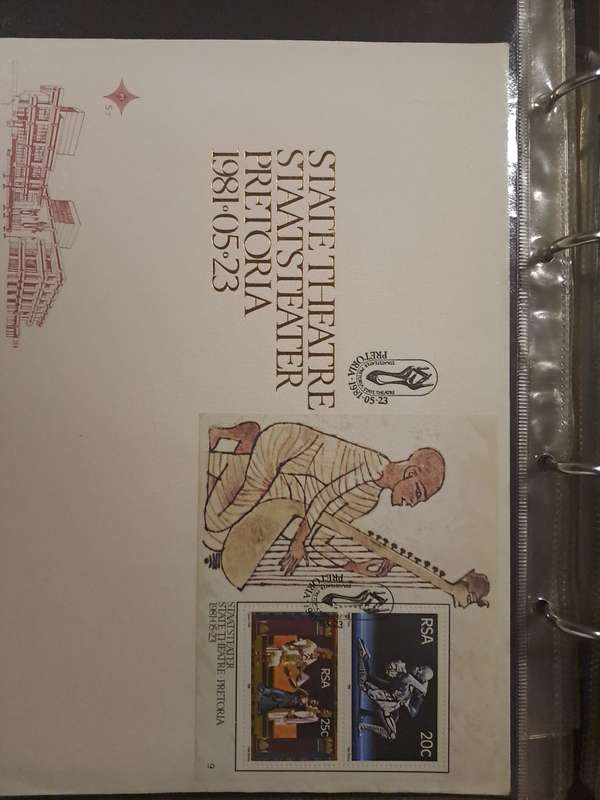 STATE THEATRE
STAATSTEATER
PRETORIA
1981·05·23
1981·05·23
PRETORIA
RSA
20c
RSA
25c
STAATSTEATER
STATE THEATRE PRETORIA
1981·05·23
9